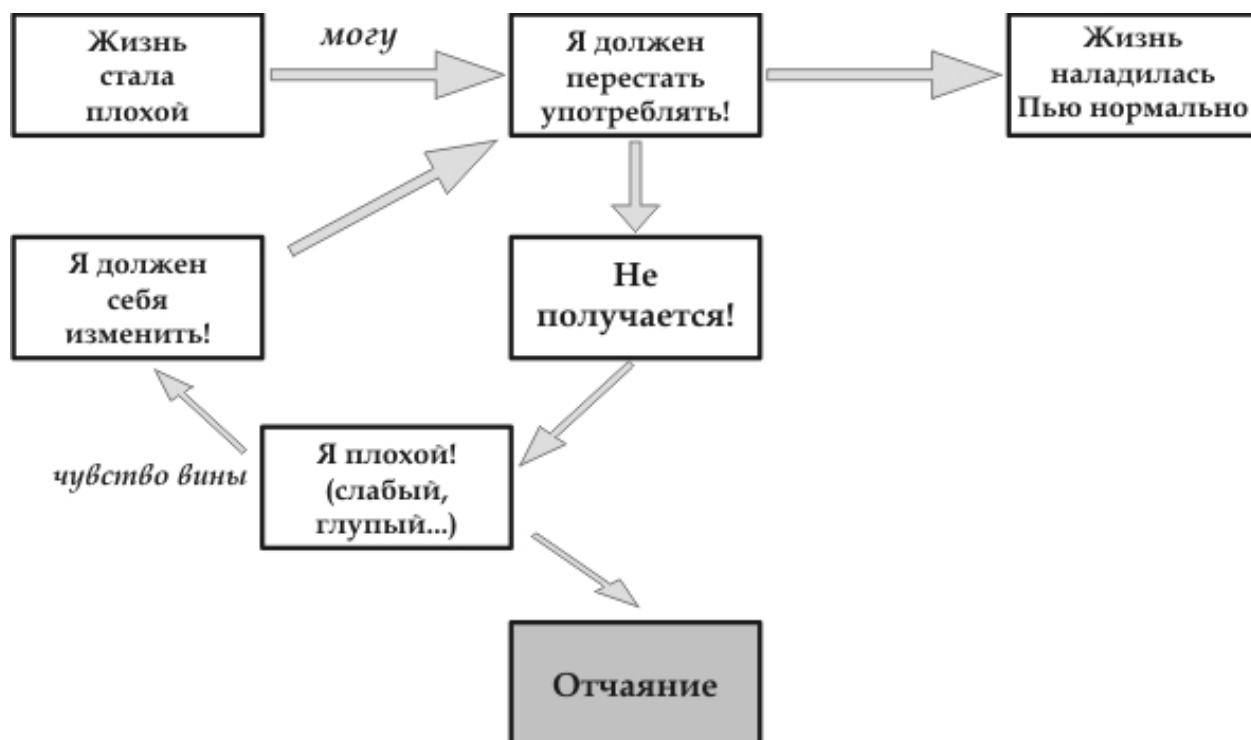 Жизнь
стала
плохой
могу
Я должен
перестать
употреблять!
Жизнь
наладилась
Пью нормально
Я должен
себя
изменить!
Не
получается!
чувство вины
Я плохой!
(слабый,
глупый...)
Отчаяние